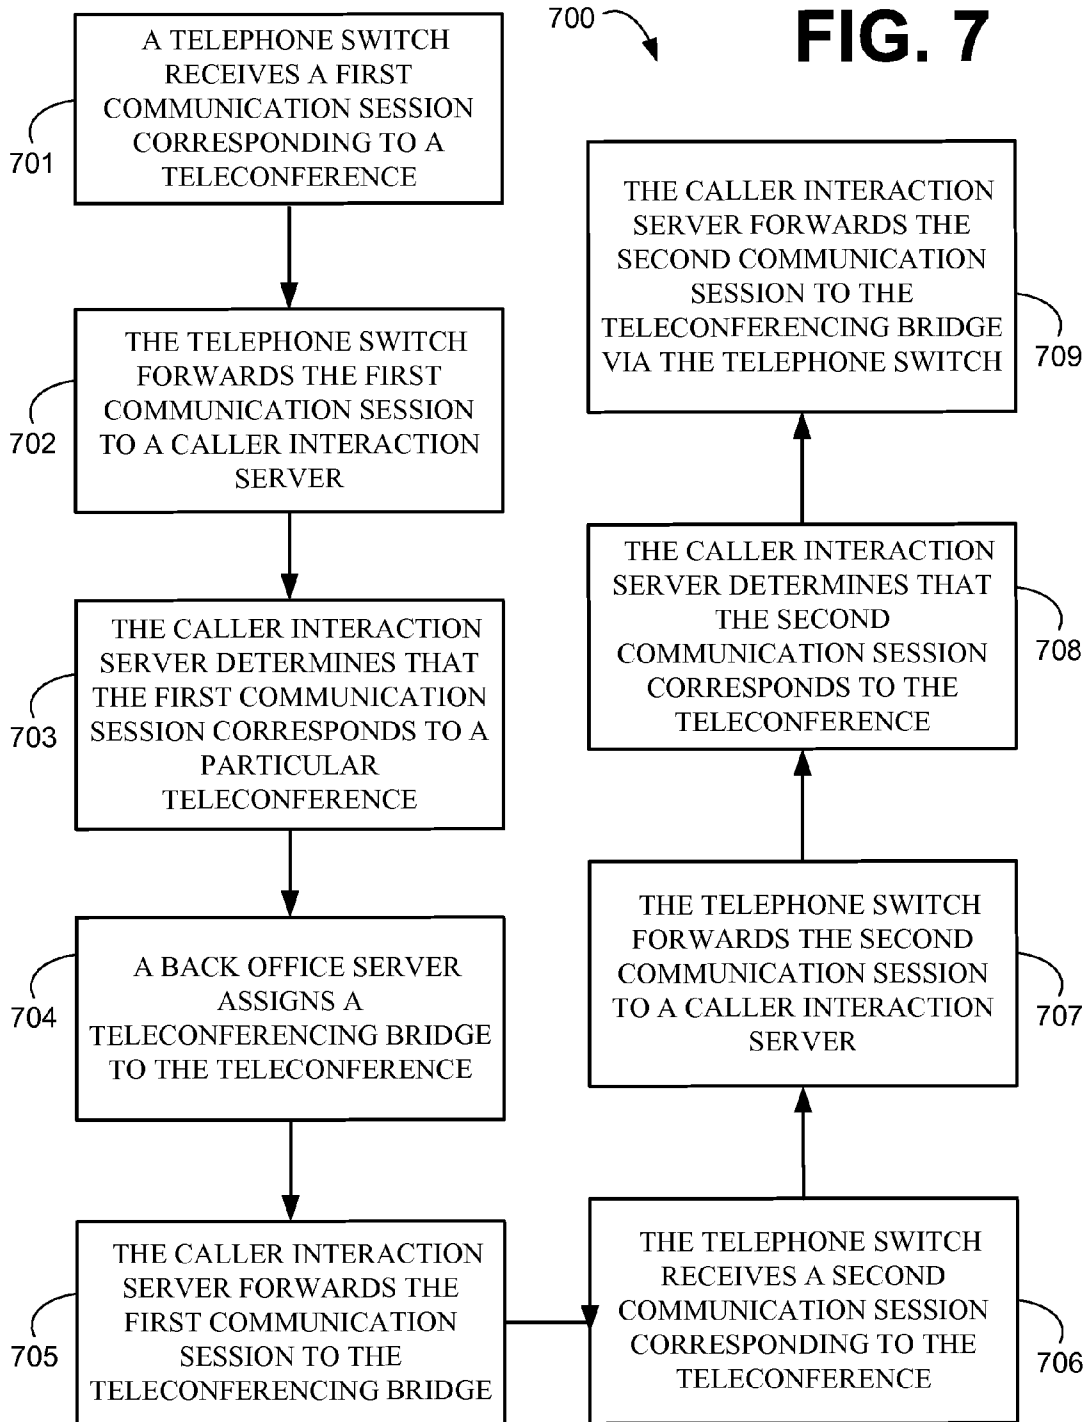 700
FIG. 7
A TELEPHONE SWITCH
RECEIVES A FIRST
COMMUNICATION SESSION
CORRESPONDING TO A
TELECONFERENCE
701
THE TELEPHONE SWITCH
FORWARDS THE FIRST
COMMUNICATION SESSION
TO A CALLER INTERACTION
SERVER
702
THE CALLER INTERACTION
SERVER DETERMINES THAT
THE FIRST COMMUNICATION
SESSION CORRESPONDS TO A
PARTICULAR
TELECONFERENCE
703
A BACK OFFICE SERVER
ASSIGNS A
TELECONFERENCING BRIDGE
TO THE TELECONFERENCE
704
THE CALLER INTERACTION
SERVER FORWARDS THE
FIRST COMMUNICATION
SESSION TO THE
TELECONFERENCING BRIDGE
705
THE TELEPHONE SWITCH
RECEIVES A SECOND
COMMUNICATION SESSION
CORRESPONDING TO THE
TELECONFERENCE
706
THE TELEPHONE SWITCH
FORWARDS THE SECOND
COMMUNICATION SESSION
TO A CALLER INTERACTION
SERVER
707
THE CALLER INTERACTION
SERVER DETERMINES THAT
THE SECOND
COMMUNICATION SESSION
CORRESPONDS TO THE
TELECONFERENCE
708
THE CALLER INTERACTION
SERVER FORWARDS THE
SECOND COMMUNICATION
SESSION TO THE
TELECONFERENCING BRIDGE
VIA THE TELEPHONE SWITCH
709